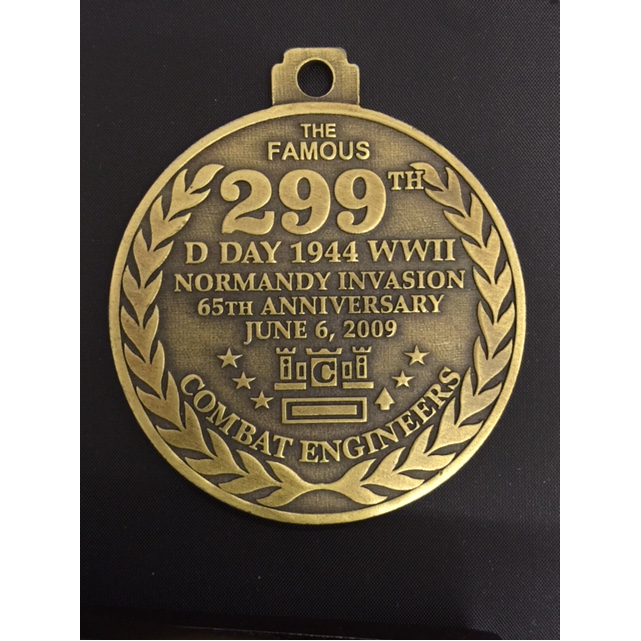 THE
FAMOUS
299TH
D DAY 1944 WWII
NORMANDY INVASION
65TH ANNIVERSARY
JUNE 6, 2009
C
COMBAT ENGINEERS